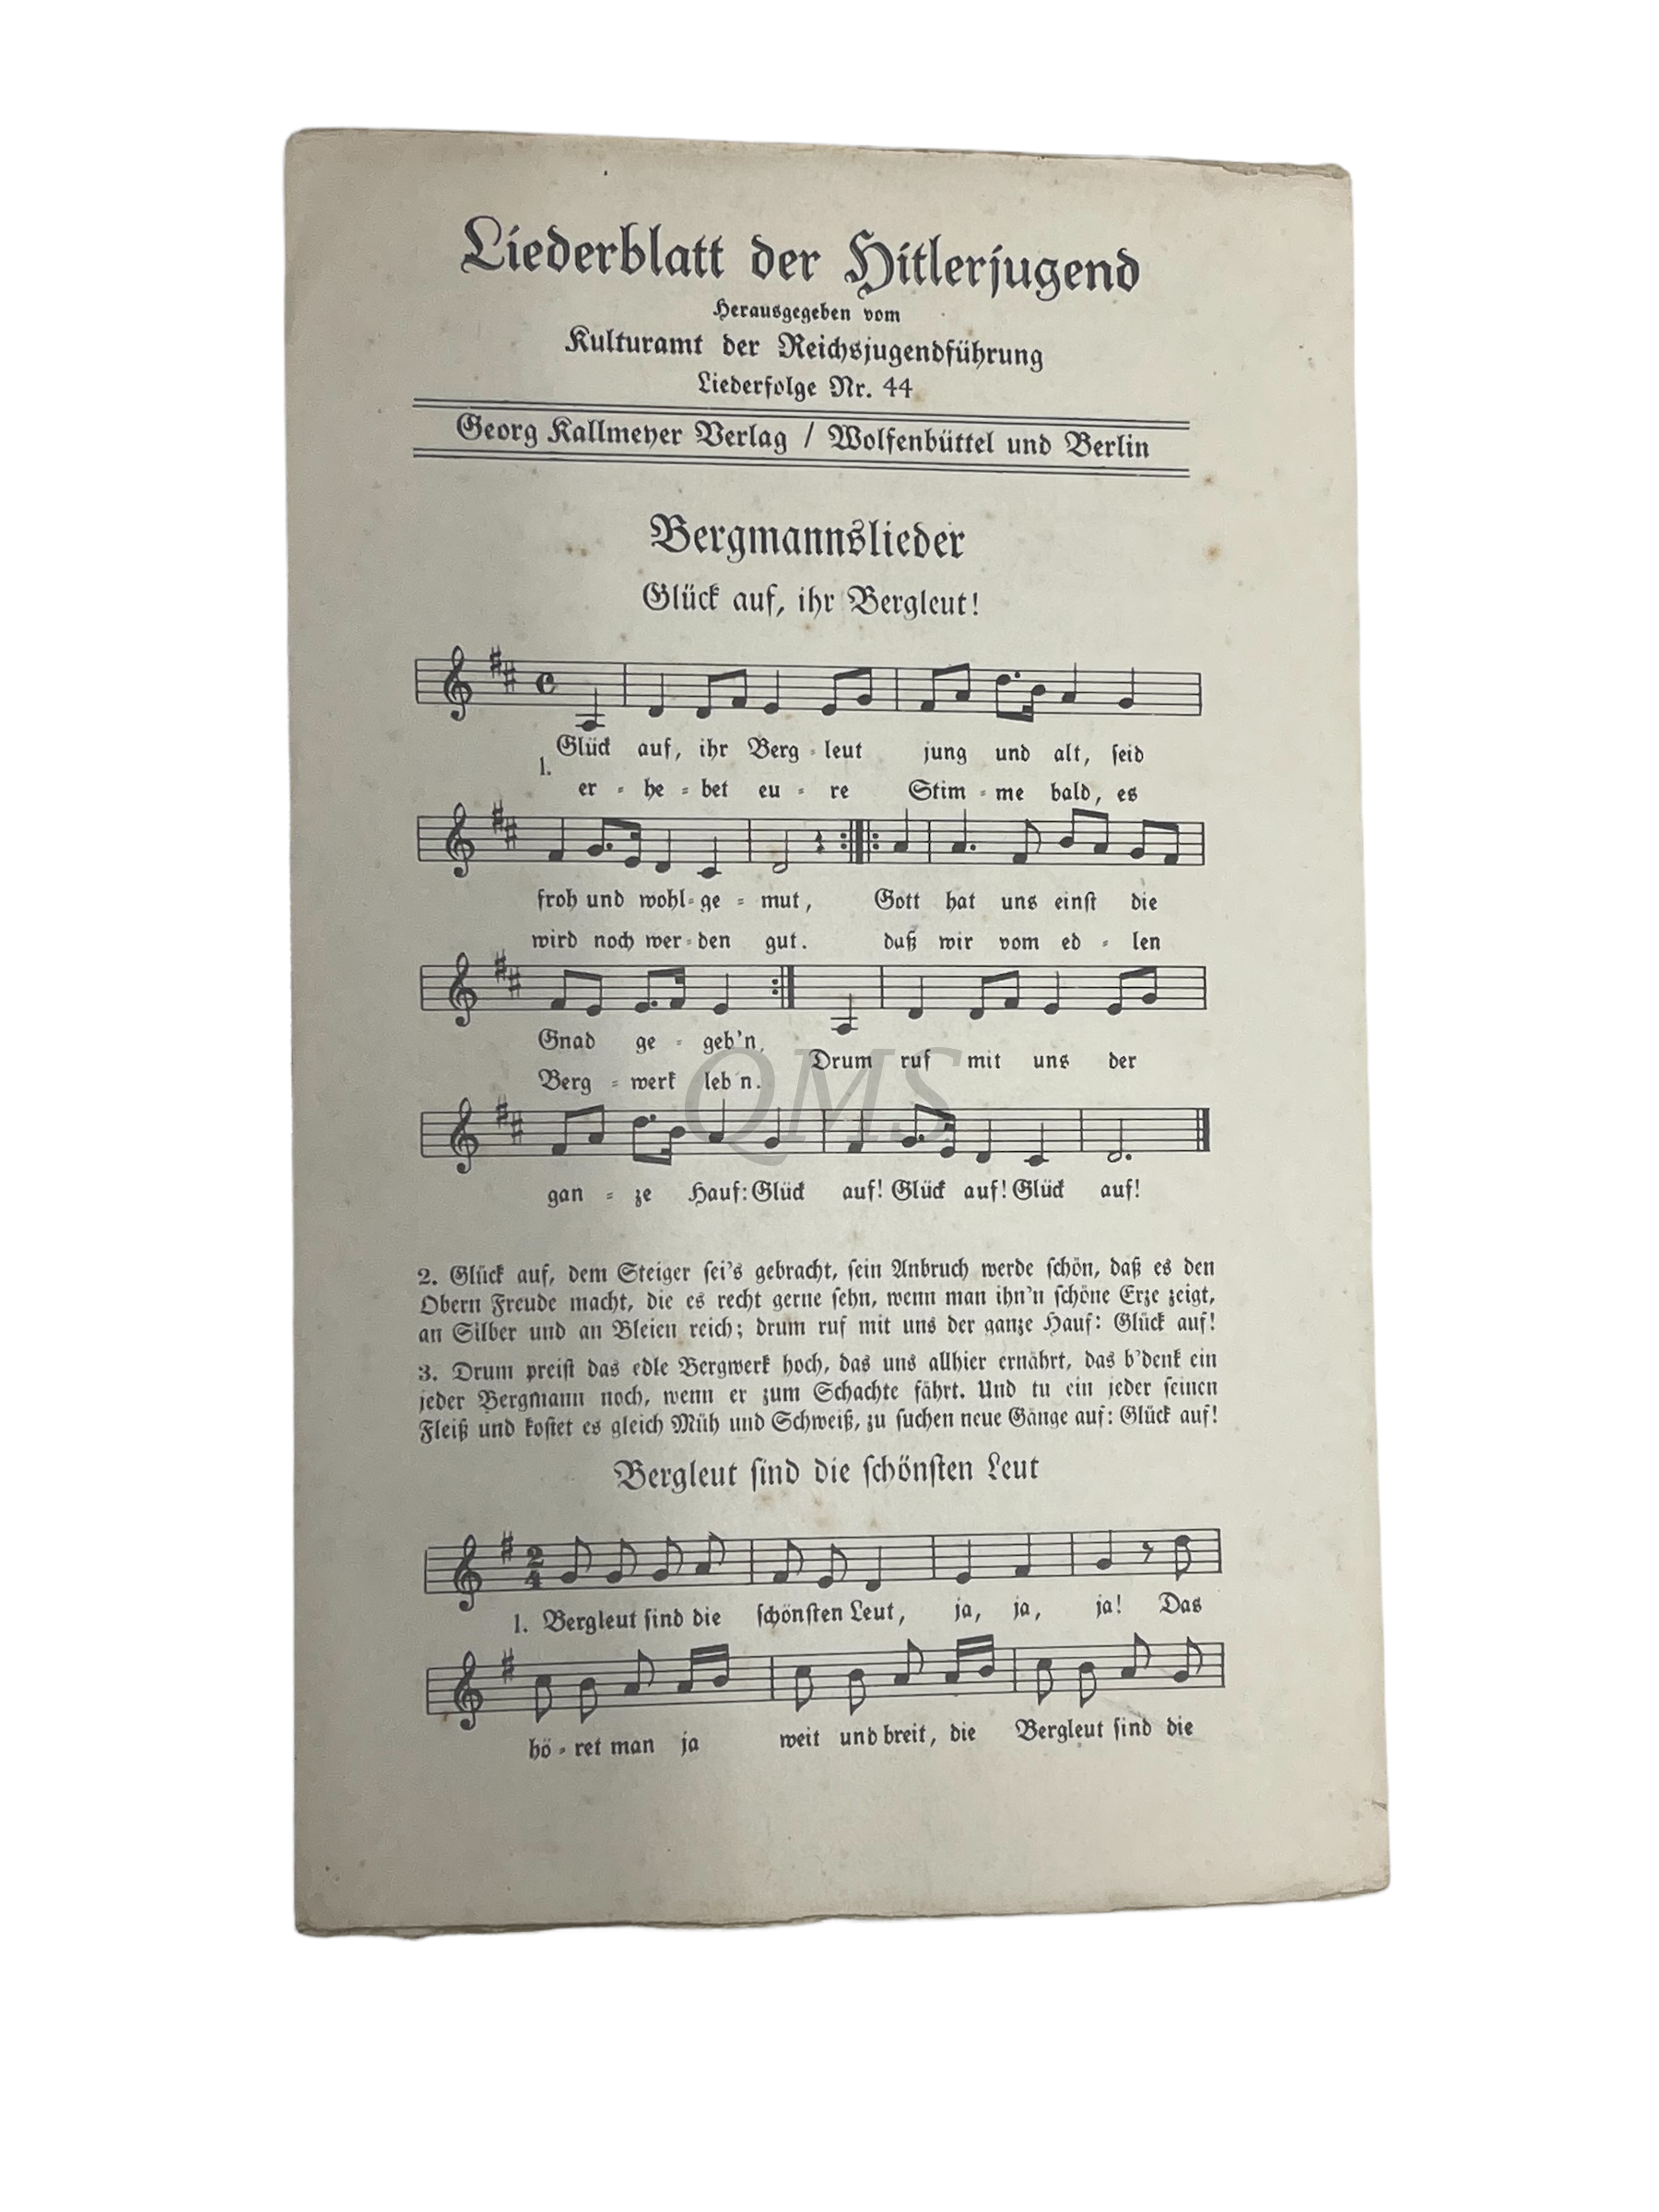 Liederblatt der Hitlerjugend
Herausgegeben vom
Kulturamt der Reichsjugendführung
Liederfolge Nr. 44
Georg Kallmeyer Verlag / Wolfenbüttel und Berlin
Bergmannslieder
Glück auf, ihr Bergleut!
1. Glück auf, ihr Berg - leut jung und alt, seid
er - he - bet eu - re Stim - me bald, es
froh und wohl-ge - mut, Gott hat uns einſt die
wird noch wer-den gut. daß wir vom ed - len
Gnad ge - geb'n, Drum ruf mit uns der
Berg - werk leb'n.
QMS
gan - ze Hauf: Glück auf! Glück auf! Glück auf!
2. Glück auf, dem Steiger ſei's gebracht, ſein Anbruch werde ſchön, daß es den
Obern Freude macht, die es recht gerne ſehn, wenn man ihn'n ſchöne Erze zeigt,
an Silber und an Bleien reich; drum ruf mit uns der ganze Hauf: Glück auf!
3. Drum preiſt das edle Bergwerk hoch, das uns allhier ernährt, das b'denk ein
jeder Bergmann noch, wenn er zum Schachte fährt. Und tu ein jeder ſeinen
Fleiß und koſtet es gleich Müh und Schweiß, zu ſuchen neue Gänge auf: Glück auf!
Bergleut ſind die ſchönſten Leut
1. Bergleut ſind die ſchönſten Leut, ja, ja, ja! Das
hö - ret man ja weit und breit, die Bergleut ſind die